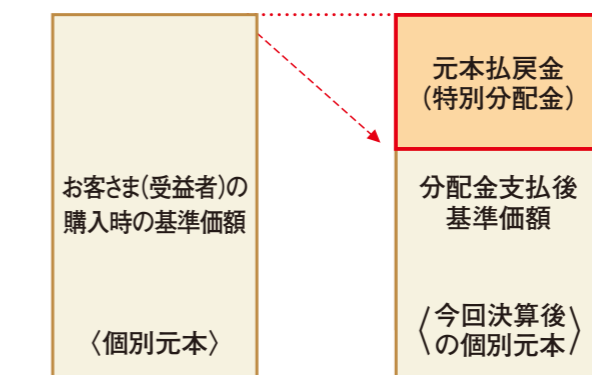 お客さま(受益者)の
購入時の基準価額
〈個別元本〉
元本払戻金
(特別分配金)
分配金支払後
基準価額
〈今回決算後
の個別元本〉